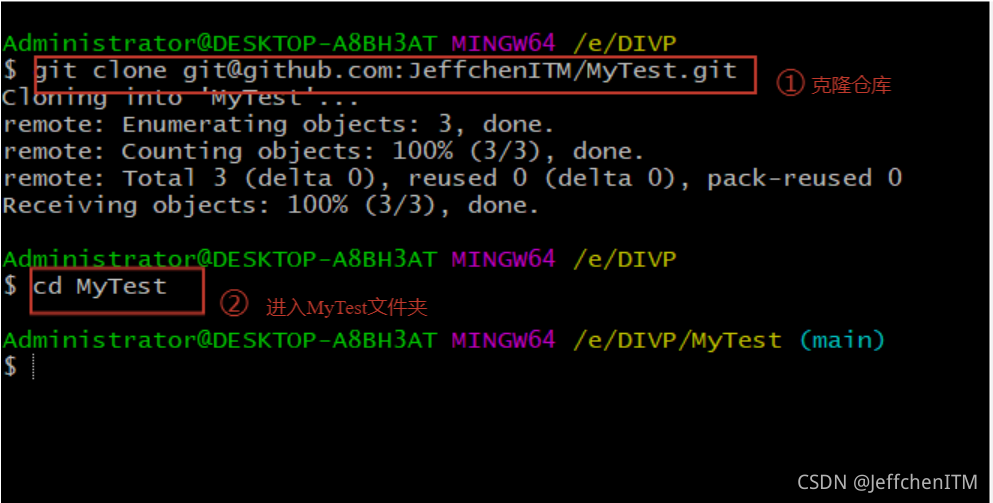 Administrator@DESKTOP-A8BH3AT MINGW64 /e/DIVP
$ git clone git@github.com:JeffchenITM/MyTest.git
① 克隆仓库
Cloning into 'MyTest'...
remote: Enumerating objects: 3, done.
remote: Counting objects: 100% (3/3), done.
remote: Total 3 (delta 0), reused 0 (delta 0), pack-reused 0
Receiving objects: 100% (3/3), done.
Administrator@DESKTOP-A8BH3AT MINGW64 /e/DIVP
$ cd MyTest
② 进入MyTest文件夹
Administrator@DESKTOP-A8BH3AT MINGW64 /e/DIVP/MyTest (main)
$
CSDN @JeffchenITM